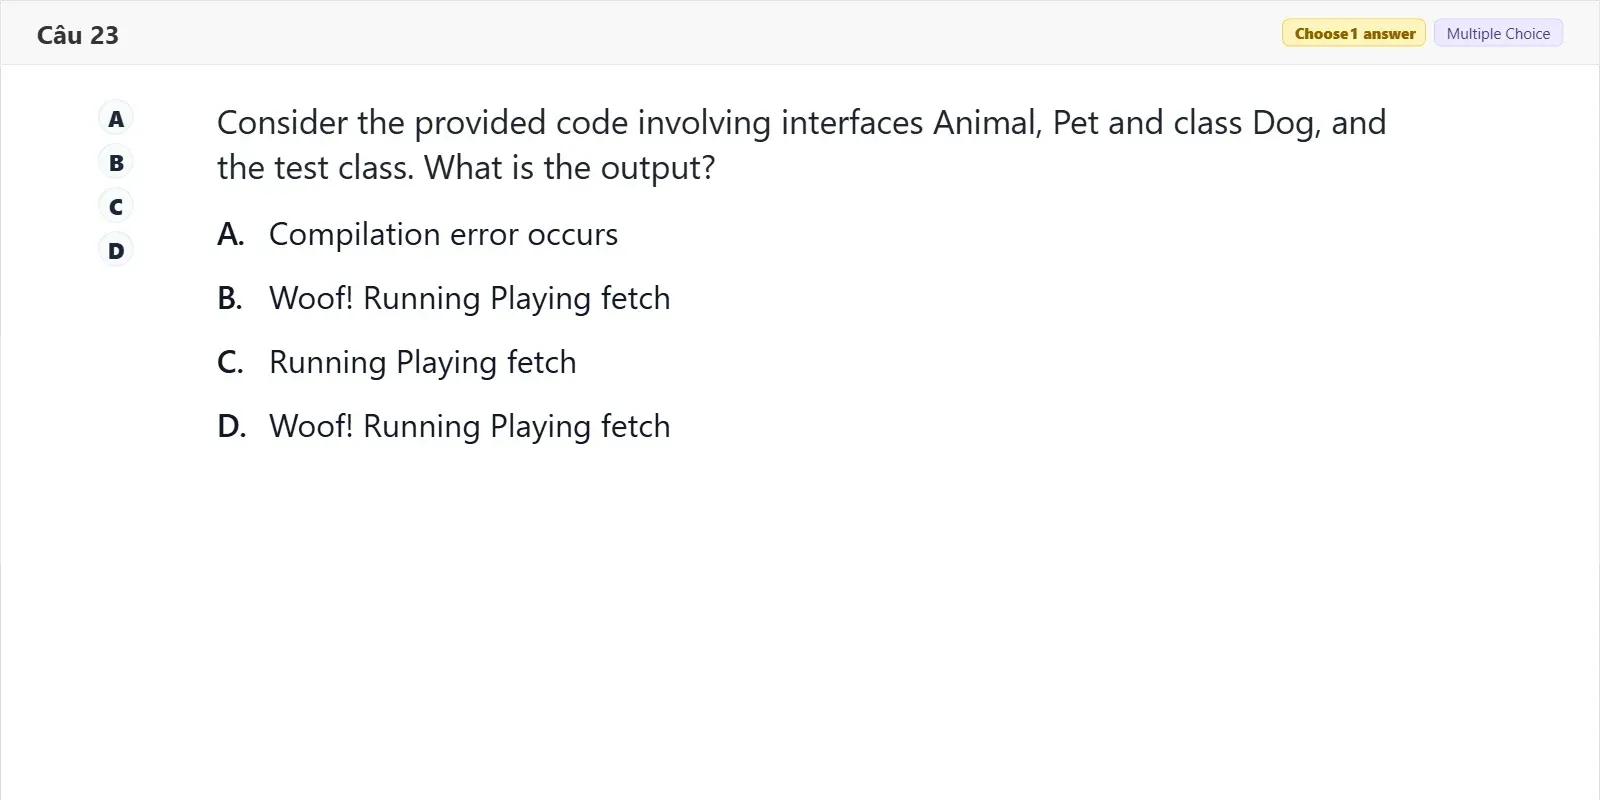 Câu 23
Choose1 answer
Multiple Choice
A
B
C
D
Consider the provided code involving interfaces Animal, Pet and class Dog, and
the test class. What is the output?
A. Compilation error occurs
B. Woof! Running Playing fetch
C. Running Playing fetch
D. Woof! Running Playing fetch